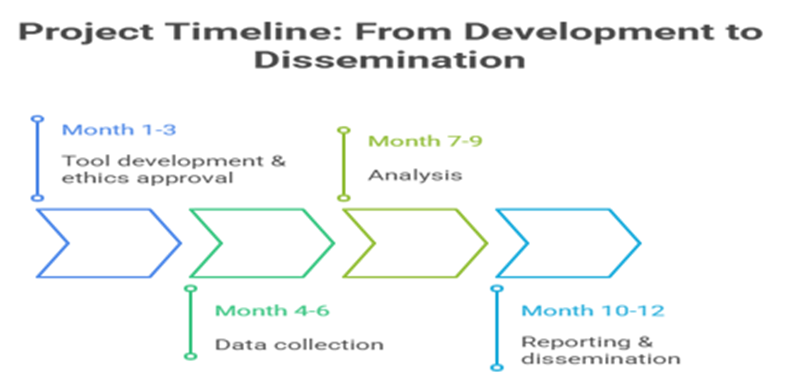 Project Timeline: From Development to
Dissemination
Month 1-3
Tool development &
ethics approval
Month 4-6
Data collection
Month 7-9
Analysis
Month 10-12
Reporting &
dissemination